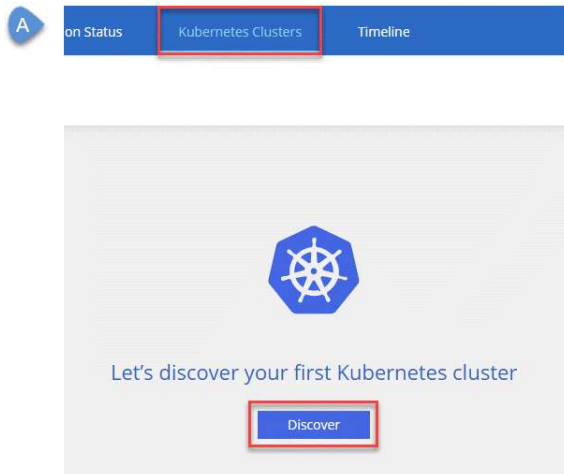 A
on Status Kubernetes Clusters Timeline
Let's discover your first Kubernetes cluster
Discover